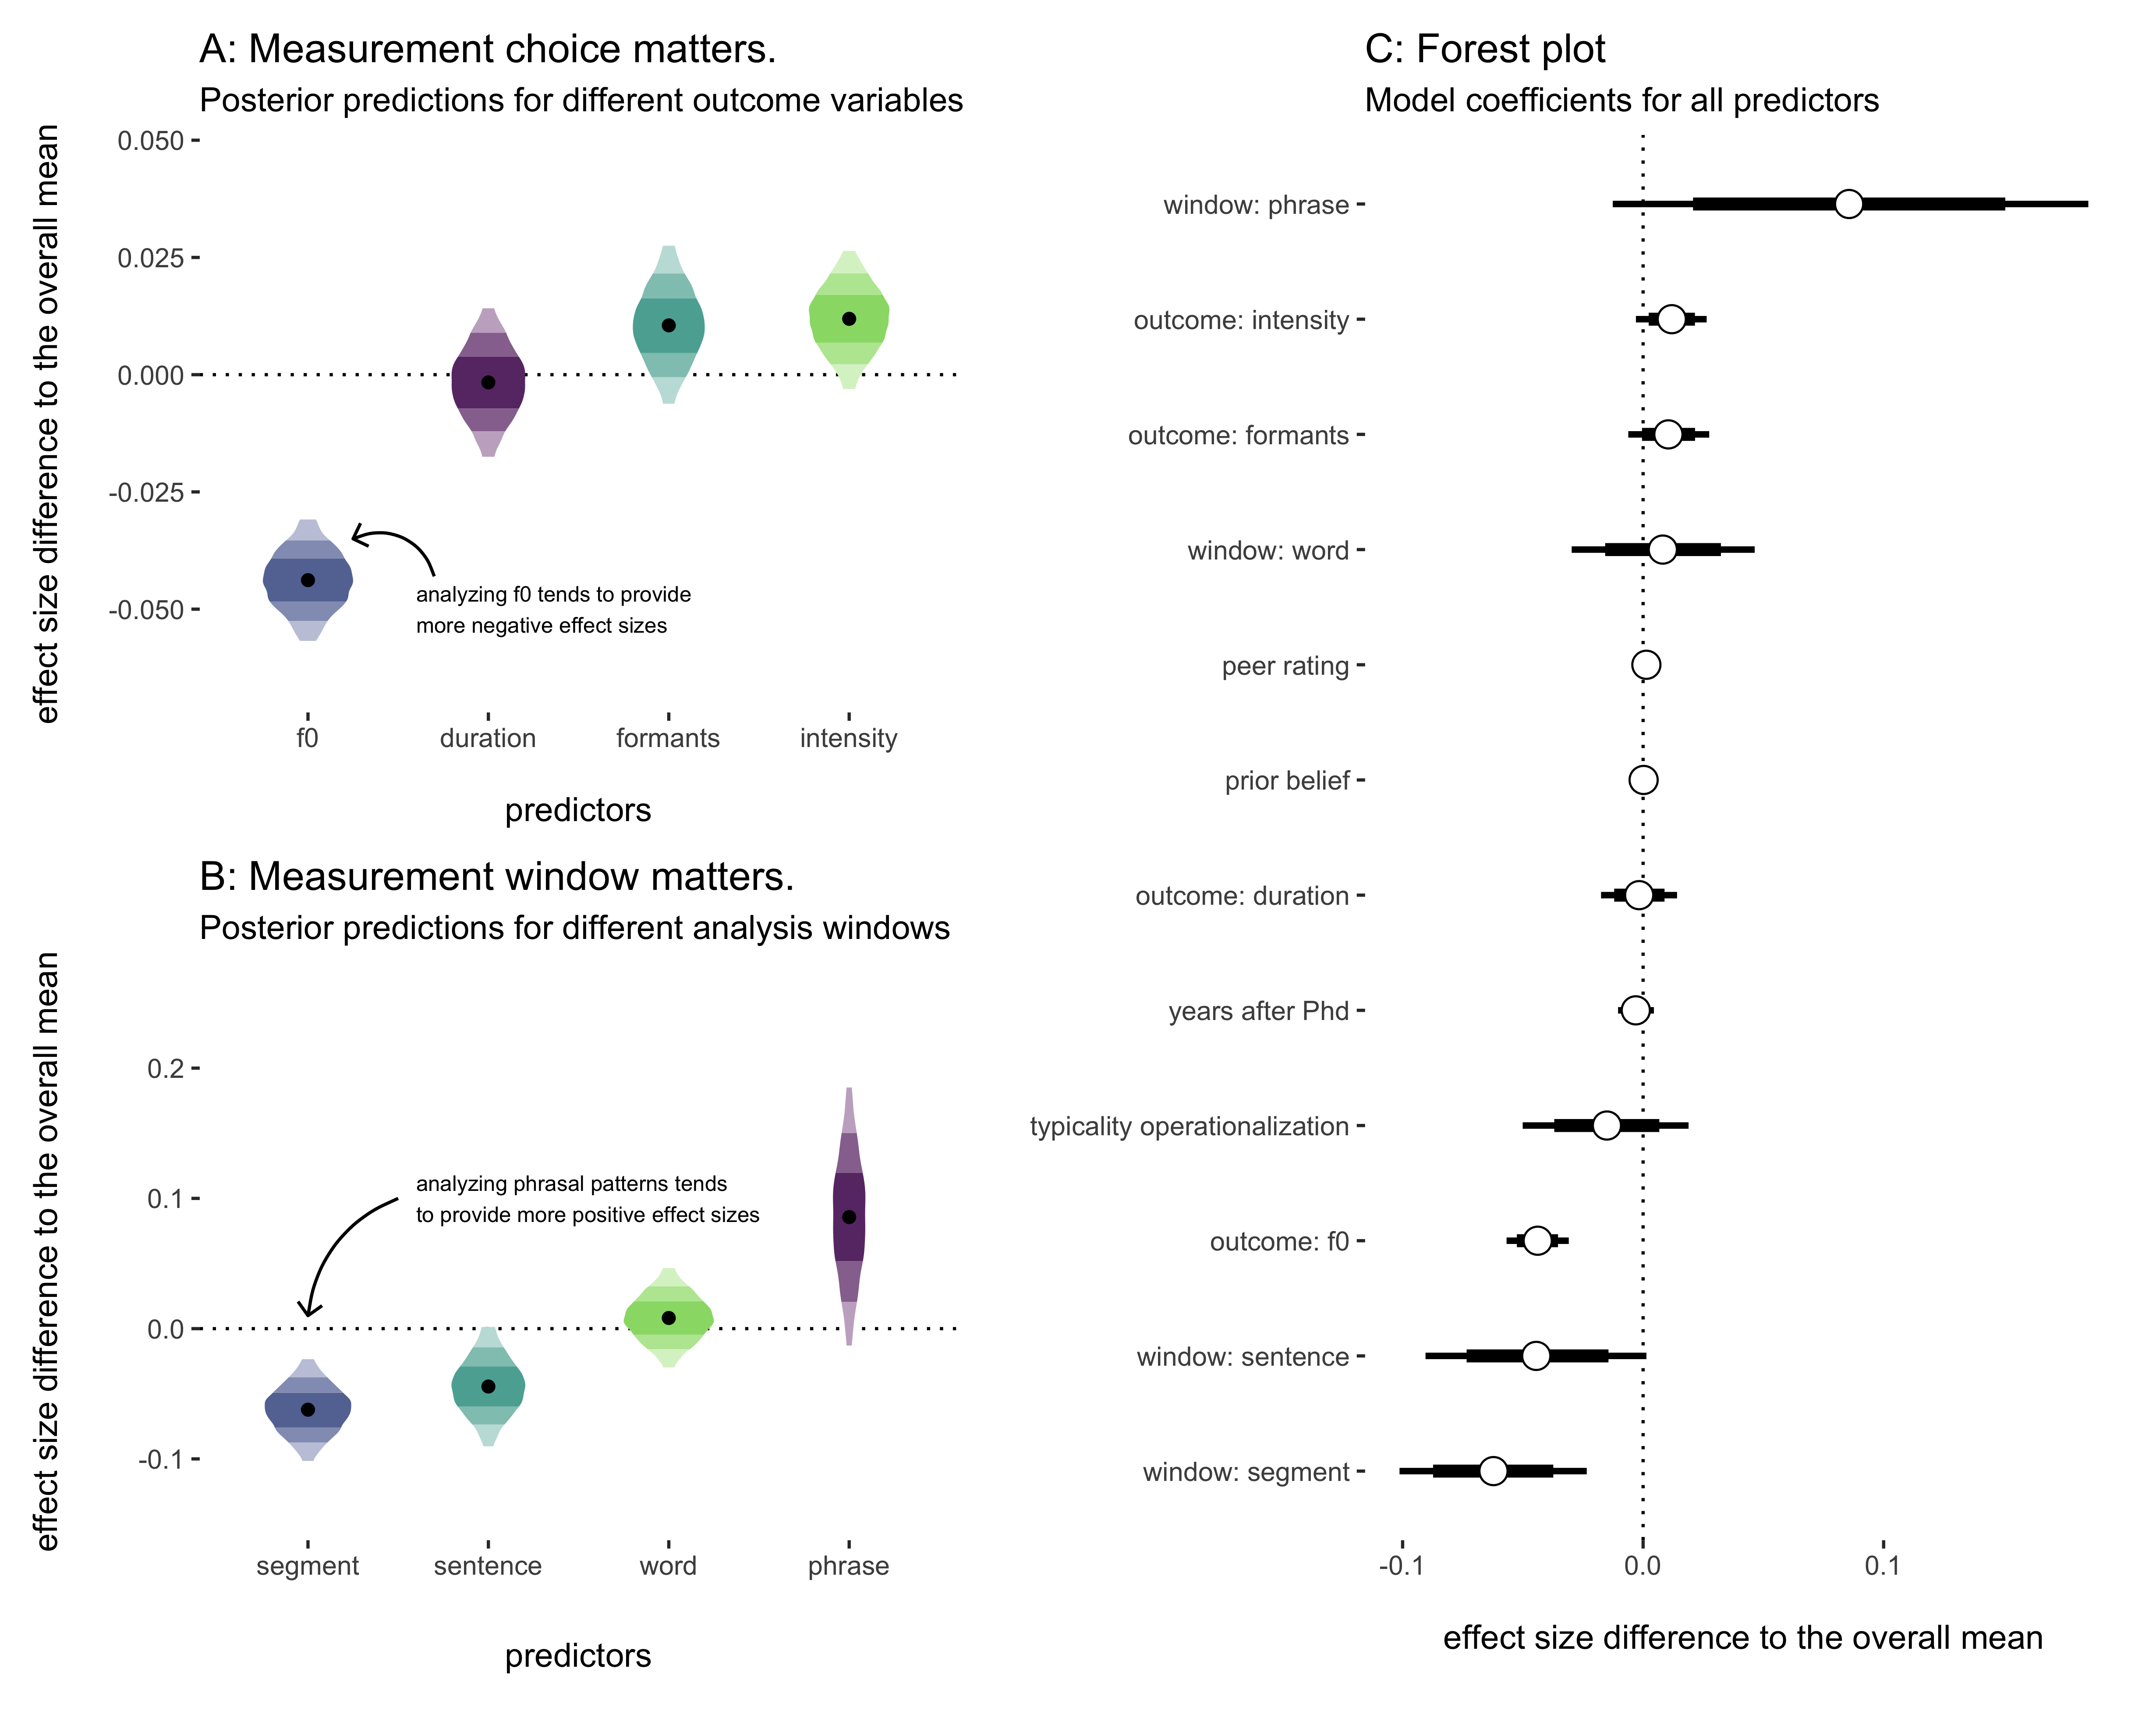 A: Measurement choice matters.
Posterior predictions for different outcome variables
effect size difference to the overall mean
0.050
0.025
0.000
-0.025
-0.050
analyzing f0 tends to provide
more negative effect sizes
f0 duration formants intensity
predictors
B: Measurement window matters.
Posterior predictions for different analysis windows
effect size difference to the overall mean
0.2
0.1
0.0
-0.1
analyzing phrasal patterns tends
to provide more positive effect sizes
segment sentence word phrase
predictors
C: Forest plot
Model coefficients for all predictors
window: phrase
outcome: intensity
outcome: formants
window: word
peer rating
prior belief
outcome: duration
years after Phd
typicality operationalization
outcome: f0
window: sentence
window: segment
-0.1 0.0 0.1
effect size difference to the overall mean